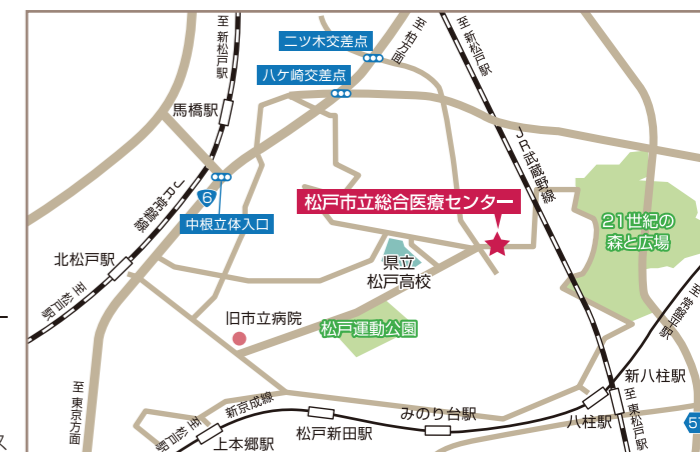 至 新松戸駅
二ツ木交差点
至 柏方面
至 新松戸駅
八ケ崎交差点
馬橋駅
JR武蔵野線
6
JR常磐線
松戸市立総合医療センター
中根立体入口
21世紀の
森と広場
北松戸駅
県立
松戸高校
至 松戸駅
旧市立病院
松戸運動公園
至 常盤平駅
新八柱駅
至 東京方面
新京成線
みのり台駅
八柱駅
至 東松戸駅
至 松戸駅
上本郷駅
松戸新田駅
57
ス